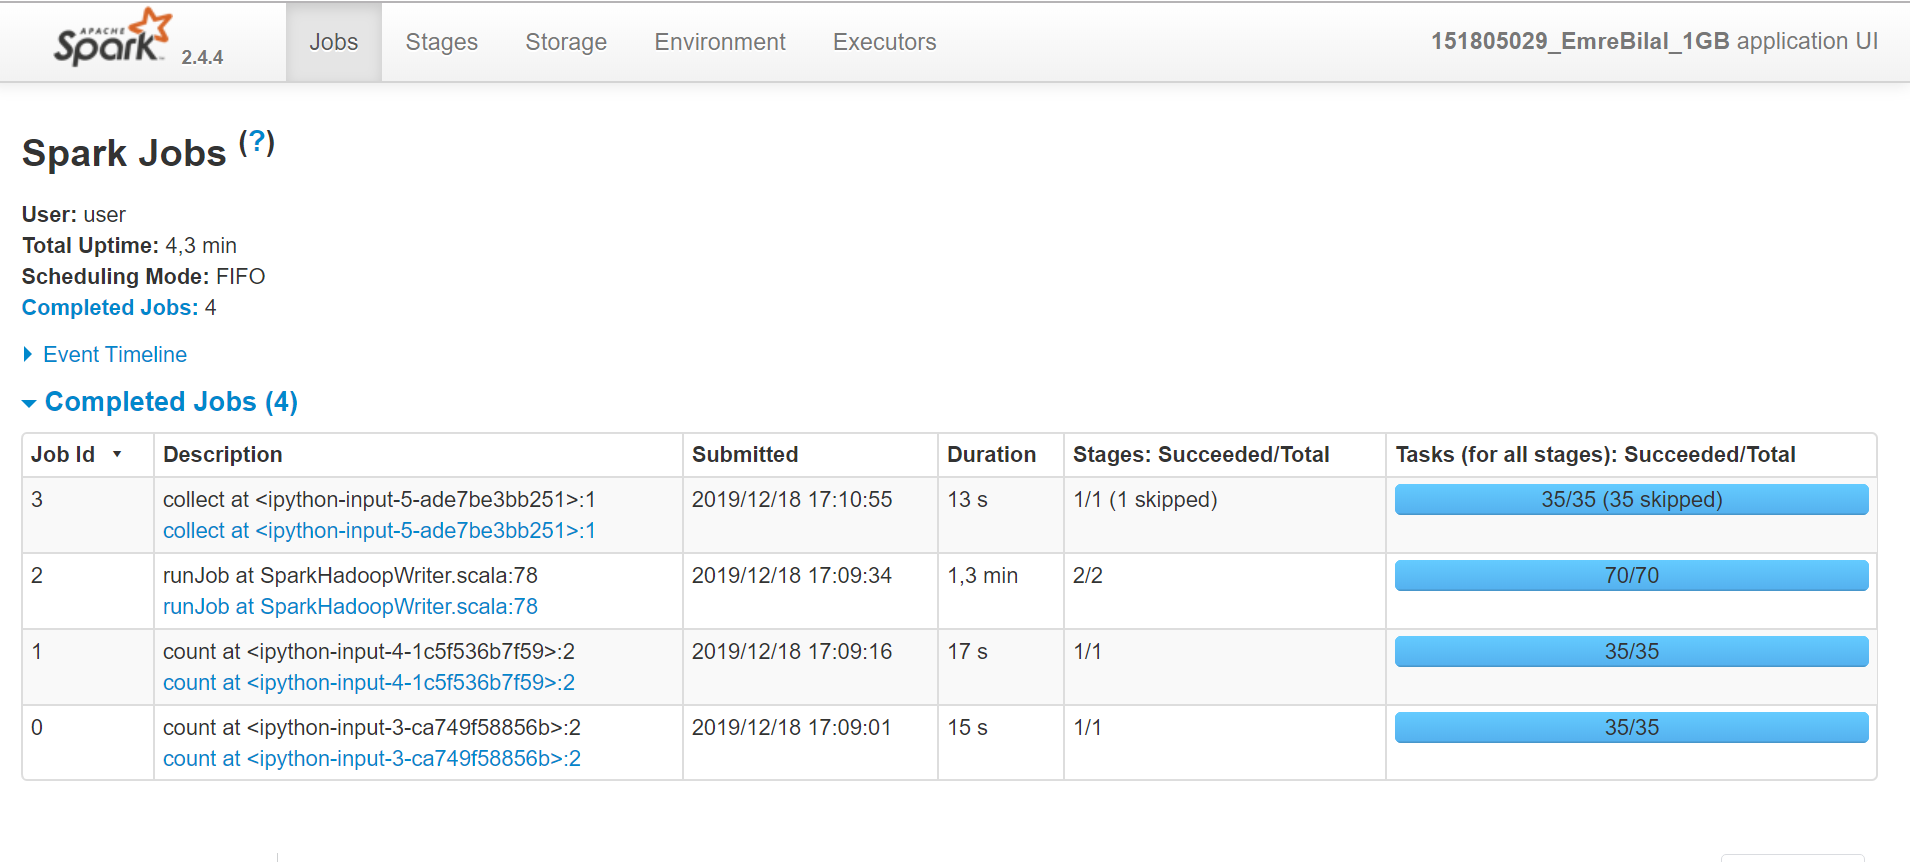 APACHE
Spark 2.4.4 Jobs Stages Storage Environment Executors 151805029_EmreBilal_1GB application UI
Spark Jobs (?)
User: user
Total Uptime: 4,3 min
Scheduling Mode: FIFO
Completed Jobs: 4
Event Timeline
Completed Jobs (4)
Job Id Description Submitted Duration Stages: Succeeded/Total Tasks (for all stages): Succeeded/Total
3 collect at <ipython-input-5-ade7be3bb251>:1 2019/12/18 17:10:55 13 s 1/1 (1 skipped) 35/35 (35 skipped)
collect at <ipython-input-5-ade7be3bb251>:1
2 runJob at SparkHadoopWriter.scala:78 2019/12/18 17:09:34 1,3 min 2/2 70/70
runJob at SparkHadoopWriter.scala:78
1 count at <ipython-input-4-1c5f536b7f59>:2 2019/12/18 17:09:16 17 s 1/1 35/35
count at <ipython-input-4-1c5f536b7f59>:2
0 count at <ipython-input-3-ca749f58856b>:2 2019/12/18 17:09:01 15 s 1/1 35/35
count at <ipython-input-3-ca749f58856b>:2